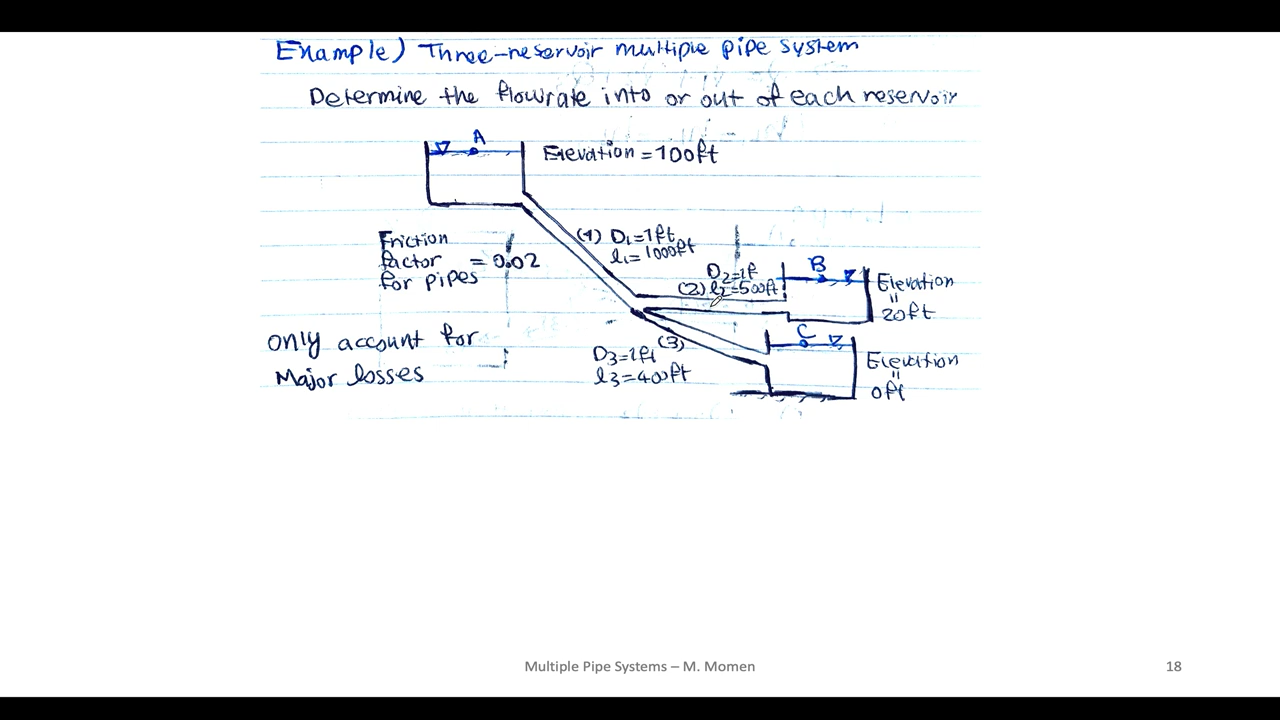 Example) Three-reservoir multiple pipe system
Determine the flowrate into or out of each reservoir
A
Elevation = 100ft
Friction
factor = 0.02
for pipes
(1) D₁=1ft
l₁=1000ft
D₂=1f
(2) l₂=500ft
B
Elevation
=
20ft
only account for
Major losses
(3)
D₃=1ft
l₃=400ft
C
Elevation
=
0ft
Multiple Pipe Systems – M. Momen
18